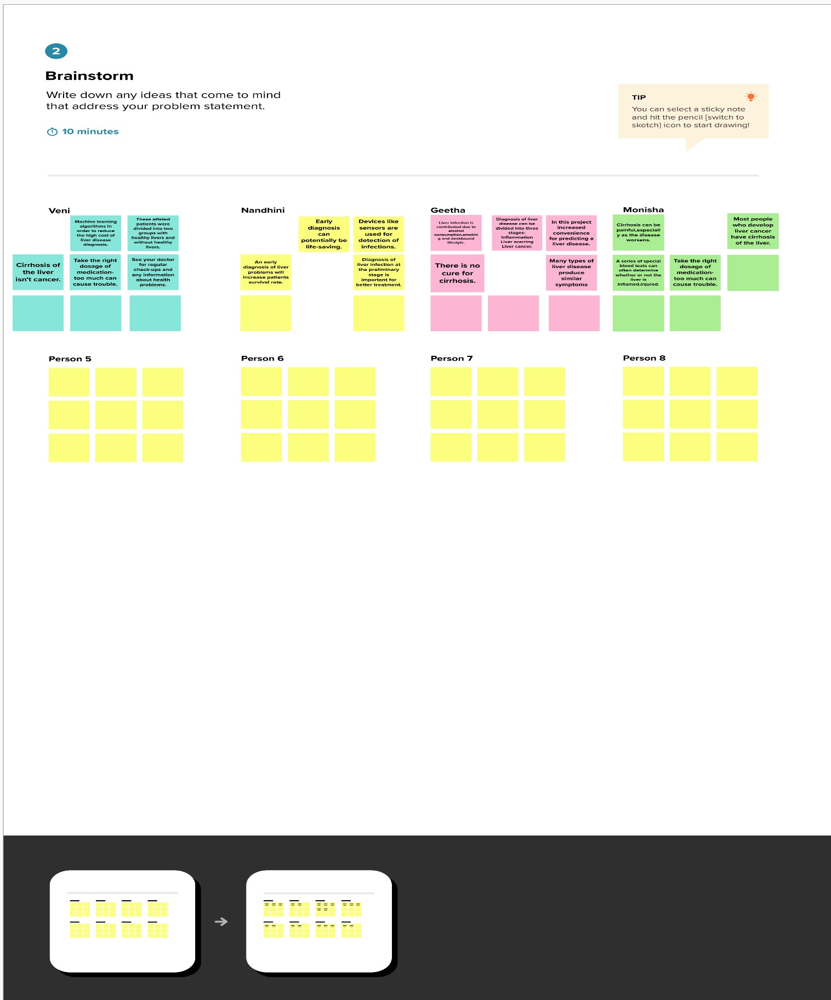 2
Brainstorm
Write down any ideas that come to mind
that address your problem statement.
10 minutes
TIP
You can select a sticky note
and hit the pencil [switch to
sketch] icon to start drawing!
Veni
Machine learning
algorithms in
order to reduce
the high cost of
liver disease
diagnosis.
These affeted
patients were
divided into two
groups with
healthy livers and
without healthy
livers.
Cirrhosis of
the liver
isn't cancer.
Take the right
dosage of
medication-
too much can
cause trouble.
See your doctor
for regular
check-ups and
any information
about health
problems.
Nandhini
Early
diagnosis
can
potentially be
life-saving.
Devices like
sensors are
used for
detection of
infections.
An early
diagnosis of liver
problems will
increase patients
survival rate.
Diagnosis of
liver infection at
the preliminary
stage is
important for
better treatment.
Geetha
Liver infection is
contributed due to
alcohol
consumption,smokin
g and deskbound
lifestyle.
Diagnosis of liver
disease can be
divided into three
stages-
Inflammation
Liver scarring
Liver cancer.
In this project
increased
convenience
for predicting a
liver disease.
There is no
cure for
cirrhosis.
Many types of
liver disease
produce
similar
symptoms
Monisha
Cirrhosis can be
painful,especiall
y as the disease
worsens.
Most people
who develop
liver cancer
have cirrhosis
of the liver.
A series of special
blood tests can
often determine
whether or not the
liver is
Inflamed,Injured.
Take the right
dosage of
medication-
too much can
cause trouble.
Person 5
Person 6
Person 7
Person 8